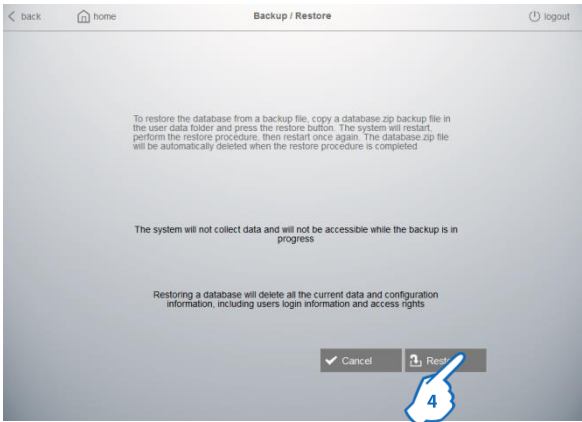 back
home
Backup / Restore
logout
To restore the database from a backup file, copy a database.zip backup file in
the user data folder and press the restore button. The system will restart,
perform the restore procedure, then restart once again. The database.zip file
will be automatically deleted when the restore procedure is completed
The system will not collect data and will not be accessible while the backup is in
progress
Restoring a database will delete all the current data and configuration
information, including users login information and access rights
Cancel
4